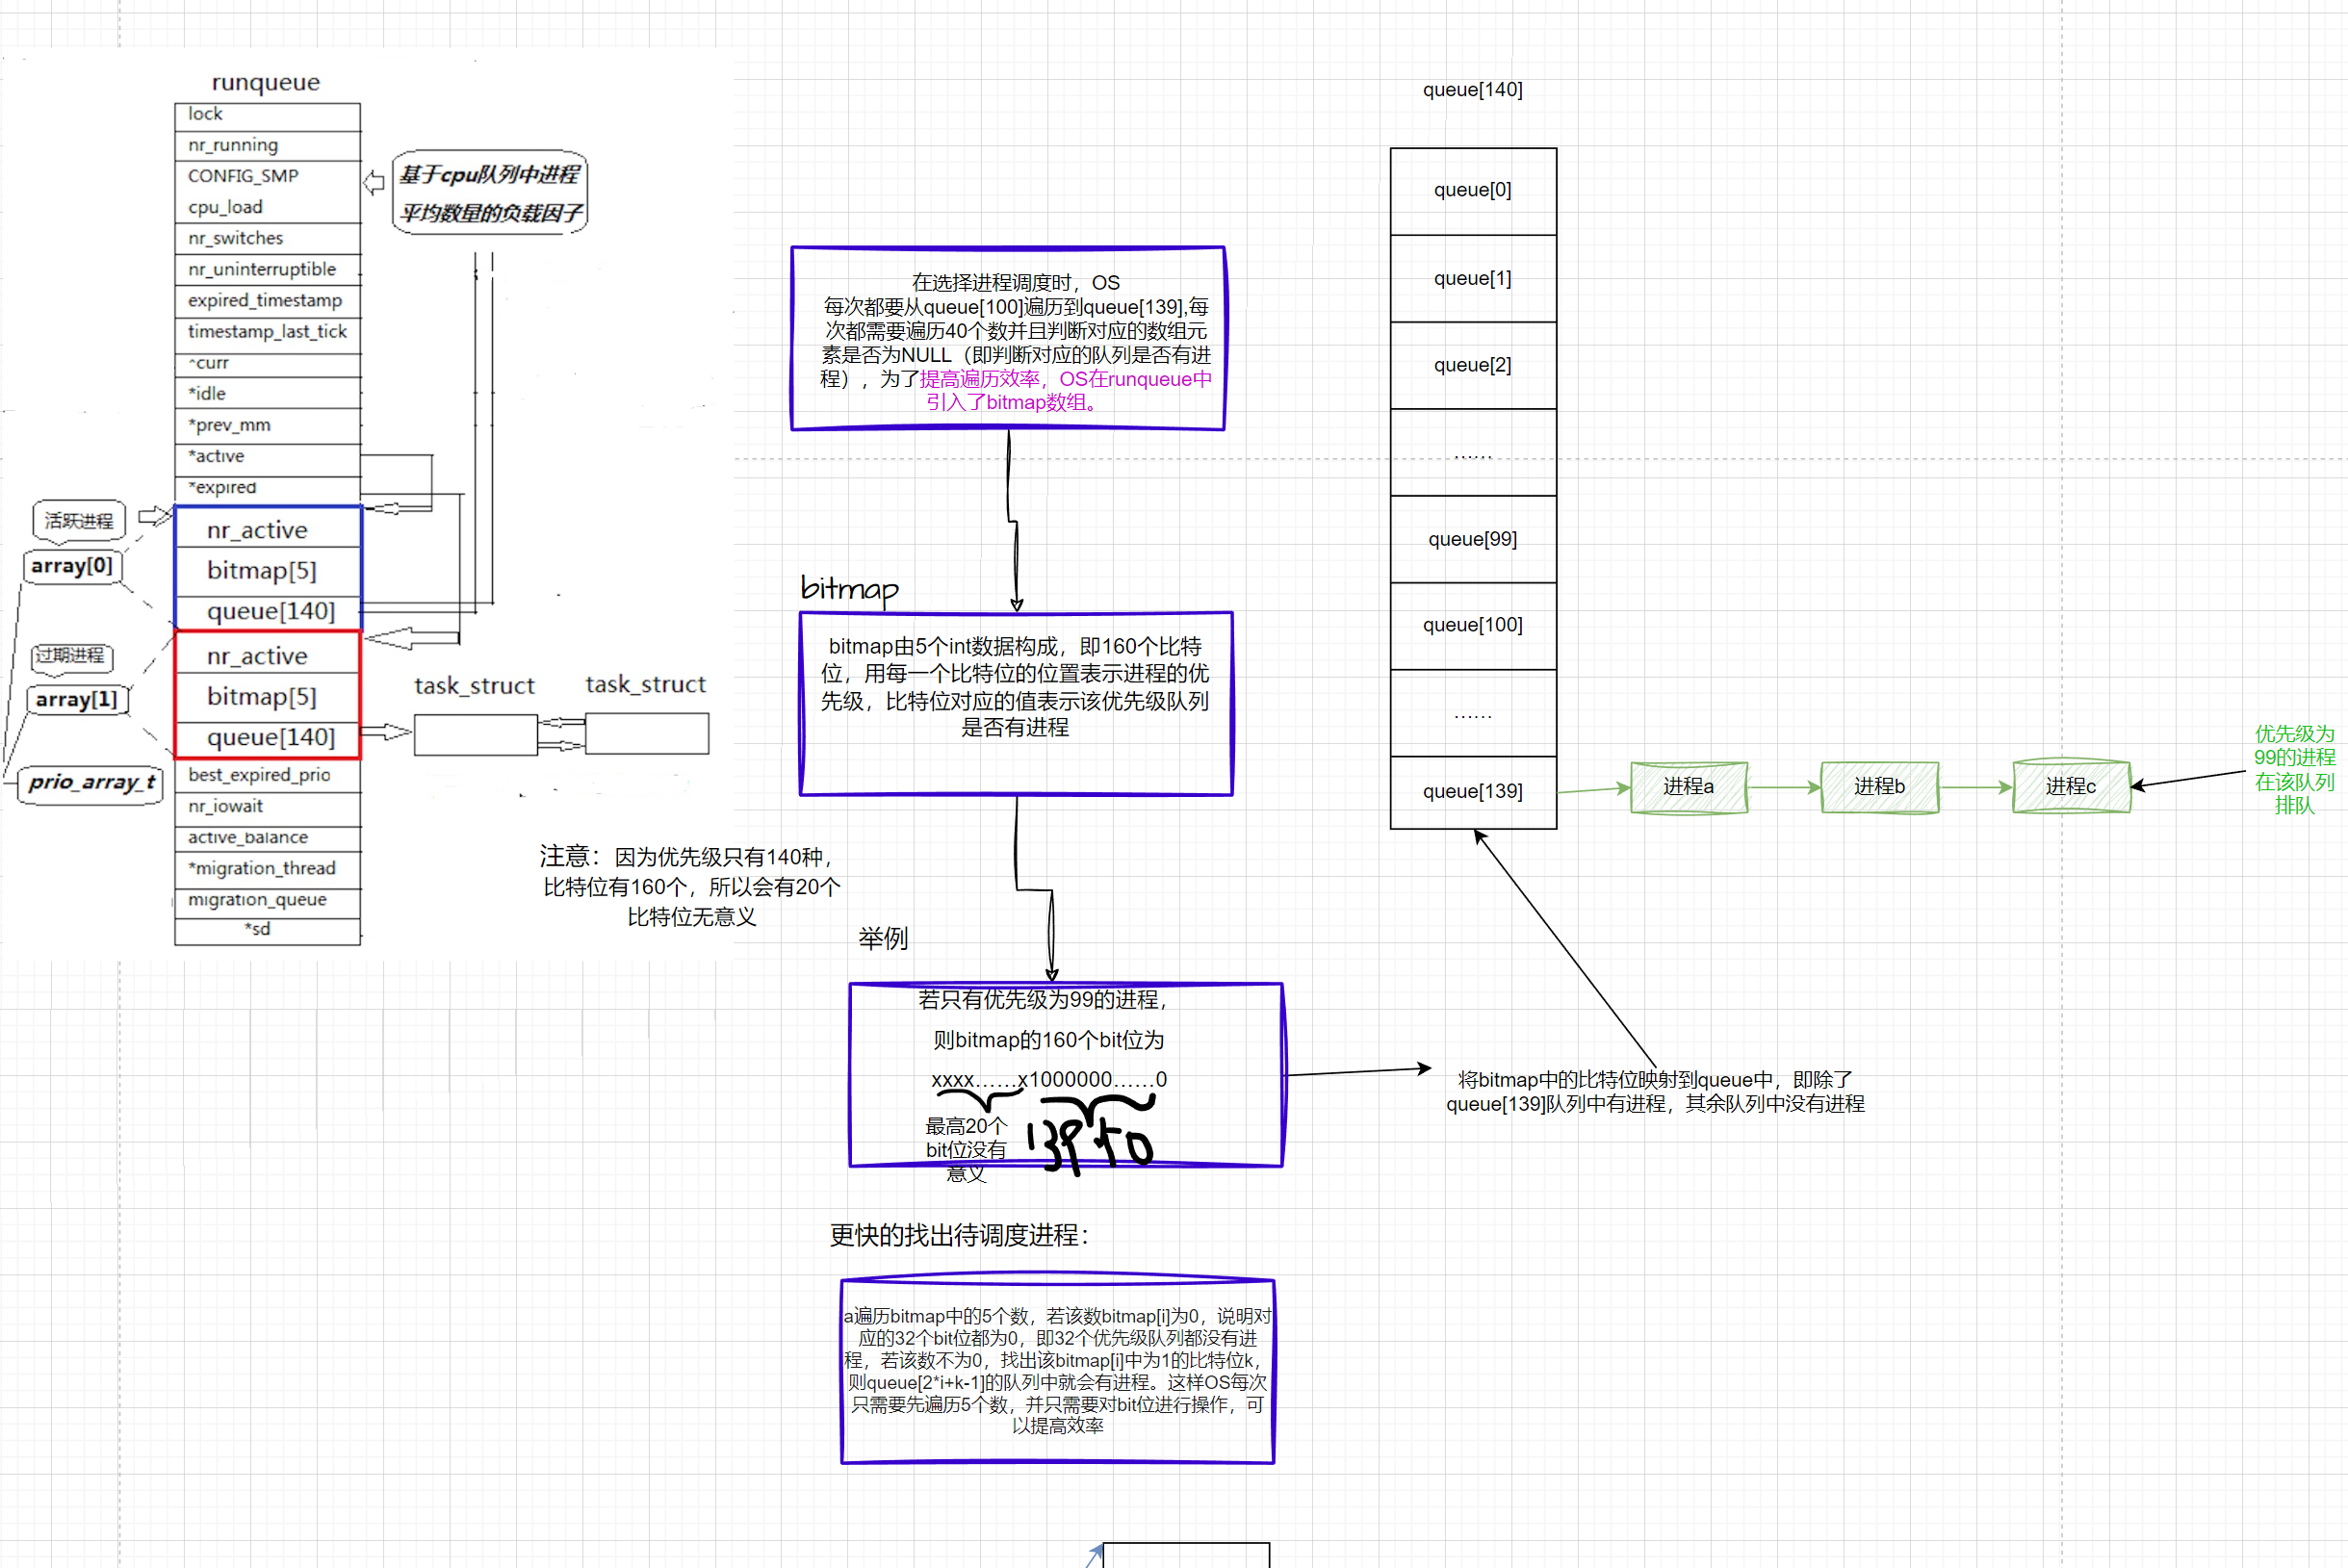 runqueue
lock
nr_running
CONFIG_SMP
cpu_load
nr_switches
nr_uninterruptible
expired_timestamp
timestamp_last_tick
*curr
*idle
*prev_mm
*active
*expired
nr_active
bitmap[5]
queue[140]
nr_active
bitmap[5]
queue[140]
best_expired_prio
nr_iowait
active_balance
*migration_thread
migration_queue
*sd
基于cpu队列中进程
平均数量的负载因子
活跃进程
array[0]
过期进程
array[1]
prio_array_t
task_struct
task_struct
注意：因为优先级只有140种，
比特位有160个，所以会有20个
比特位无意义
在选择进程调度时，OS
每次都要从queue[100]遍历到queue[139],每
次都需要遍历40个数并且判断对应的数组元
素是否为NULL（即判断对应的队列是否有进
程），为了提高遍历效率，OS在runqueue中
引入了bitmap数组。
bitmap
bitmap由5个int数据构成，即160个比特
位，用每一个比特位的位置表示进程的优
先级，比特位对应的值表示该优先级队列
是否有进程
举例
若只有优先级为99的进程，
则bitmap的160个bit位为
xxxx……x1000000……0
最高20个
bit位没有
意义
139 to 0
更快的找出待调度进程：
a遍历bitmap中的5个数，若该数bitmap[i]为0，说明对
应的32个bit位都为0，即32个优先级队列都没有进
程，若该数不为0，找出该bitmap[i]中为1的比特位k，
则queue[2*i+k-1]的队列中就会有进程。这样OS每次
只需要先遍历5个数，并只需要对bit位进行操作，可
以提高效率
queue[140]
queue[0]
queue[1]
queue[2]
……
queue[99]
queue[100]
……
queue[139]
进程a
进程b
进程c
优先级为
99的进程
在该队列
排队
将bitmap中的比特位映射到queue中，即除了
queue[139]队列中有进程，其余队列中没有进程